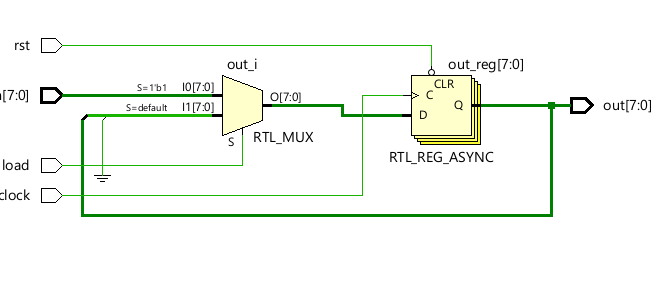 rst
out_i
out_reg[7:0]
S=1'b1
I0[7:0]
CLR
[7:0]
O[7:0]
C
S=default
I1[7:0]
Q
out[7:0]
D
S
RTL_MUX
load
RTL_REG_ASYNC
clock